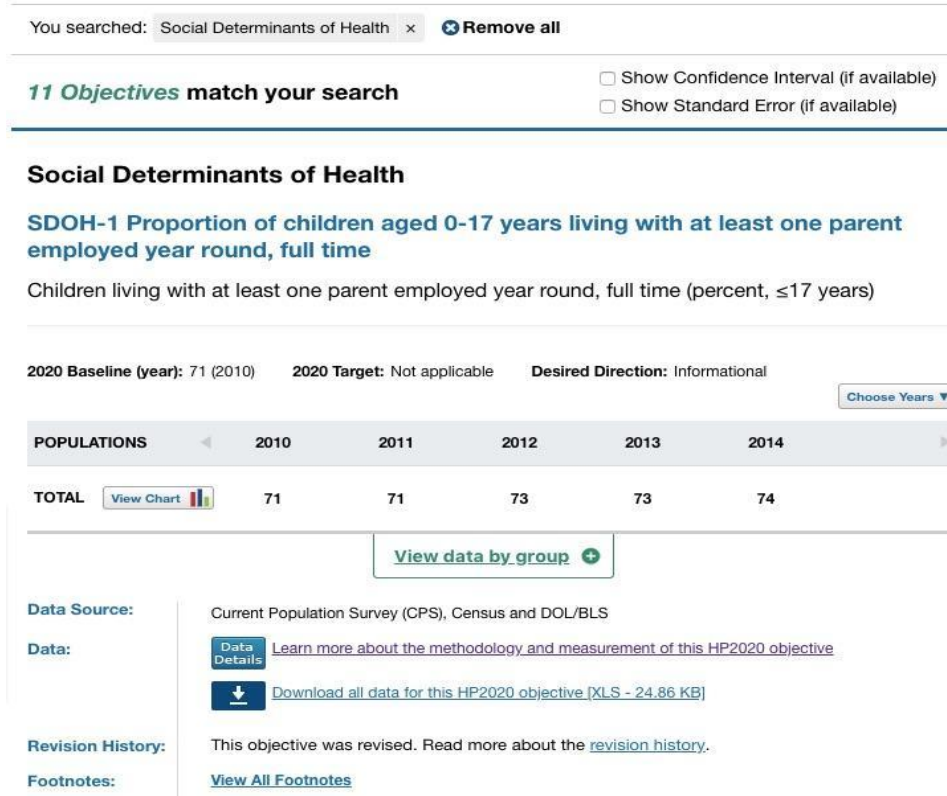 You searched: Social Determinants of Health × Remove all
11 Objectives match your search
Show Confidence Interval (if available)
Show Standard Error (if available)
Social Determinants of Health
SDOH-1 Proportion of children aged 0-17 years living with at least one parent
employed year round, full time
Children living with at least one parent employed year round, full time (percent, ≤17 years)
2020 Baseline (year): 71 (2010) 2020 Target: Not applicable Desired Direction: Informational
Choose Years ▼
POPULATIONS 2010 2011 2012 2013 2014
TOTAL View Chart 71 71 73 73 74
View data by group
Data Source: Current Population Survey (CPS), Census and DOL/BLS
Data: Data Details Learn more about the methodology and measurement of this HP2020 objective
Download all data for this HP2020 objective [XLS - 24.86 KB]
Revision History: This objective was revised. Read more about the revision history.
Footnotes: View All Footnotes